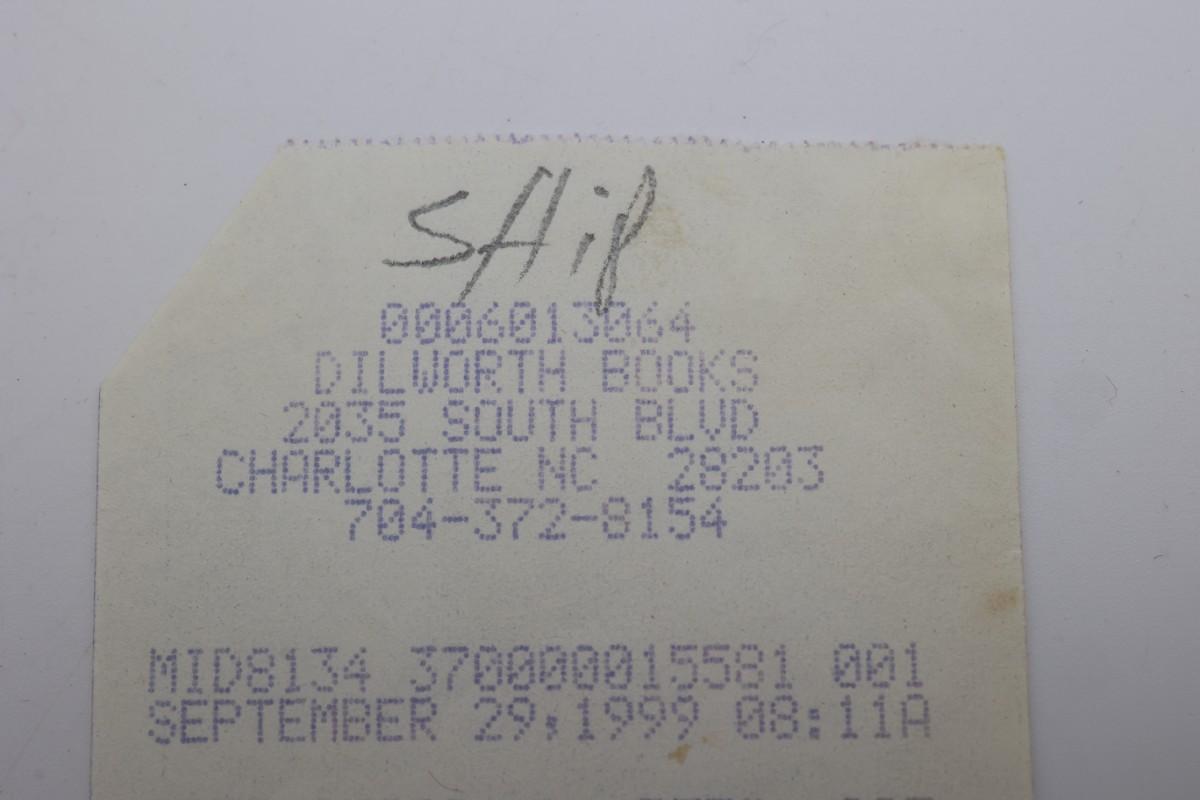 SHip
0006013064
DILWORTH BOOKS
2035 SOUTH BLVD
CHARLOTTE NC 28203
704-372-8154
MID8134 3700000015581 001
SEPTEMBER 29,1999 08:11A